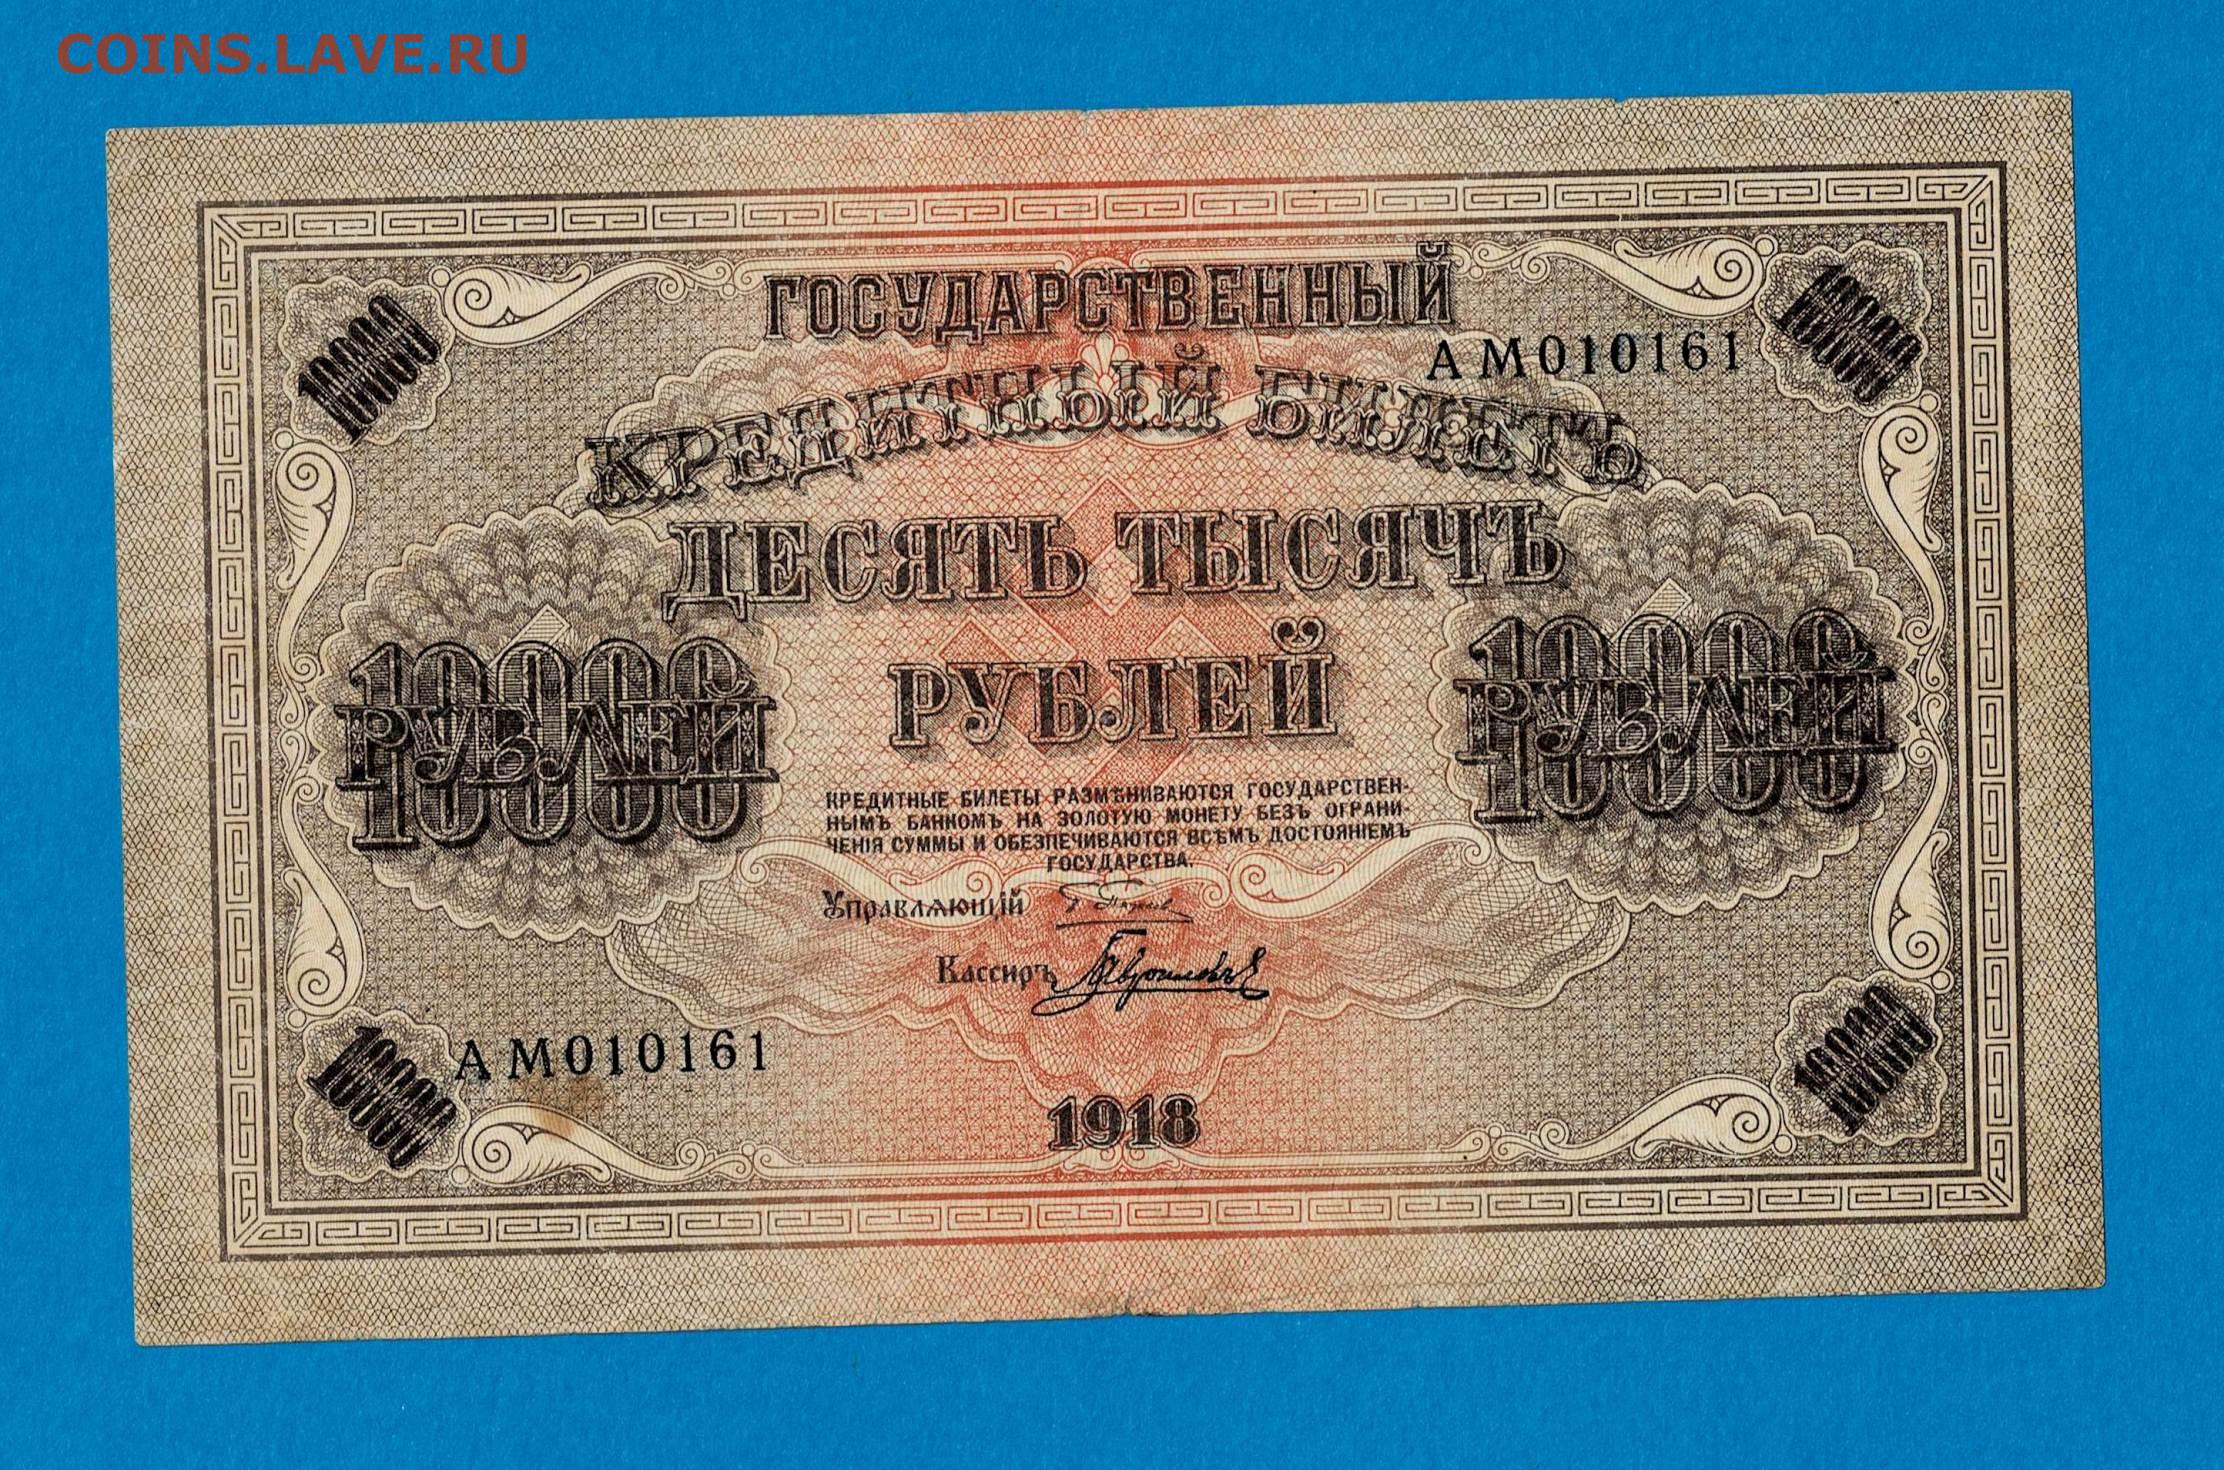 COINS.LAVE.RU
10000
10000
ГОСУДАРСТВЕННЫЙ
АМ010161
КРЕДИТНЫЙ БИЛЕТЪ
ДЕСЯТЬ ТЫСЯЧЪ
РУБЛЕЙ
10000
РУБЛЕЙ
10000
10000
РУБЛЕЙ
10000
КРЕДИТНЫЕ БИЛЕТЫ РАЗМѢНИВАЮТСЯ ГОСУДАРСТВЕН-
НЫМЪ БАНКОМЪ НА ЗОЛОТУЮ МОНЕТУ БЕЗЪ ОГРАНИ-
ЧЕНІЯ СУММЫ И ОБЕЗПЕЧИВАЮТСЯ ВСѢМЪ ДОСТОЯНІЕМЪ
ГОСУДАРСТВА.
Управляющій
Кассиръ
АМ010161
10000
10000
1918